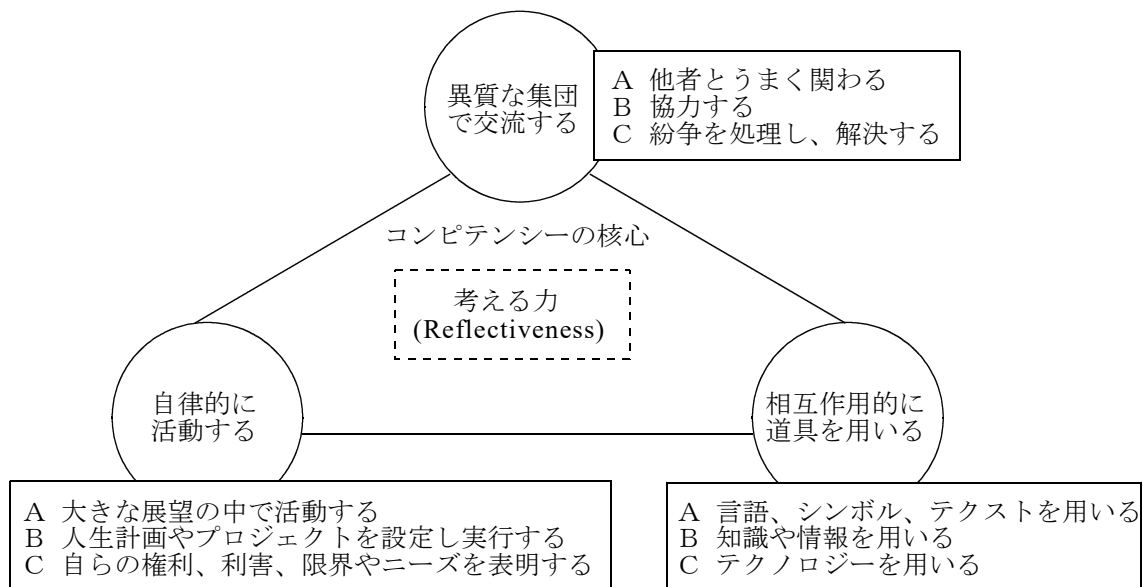 異質な集団
で交流する
A 他者とうまく関わる
B 協力する
C 紛争を処理し、解決する
コンピテンシーの核心
考える力
(Reflectiveness)
自律的に
活動する
A 大きな展望の中で活動する
B 人生計画やプロジェクトを設定し実行する
C 自らの権利、利害、限界やニーズを表明する
相互作用的に
道具を用いる
A 言語、シンボル、テクストを用いる
B 知識や情報を用いる
C テクノロジーを用いる